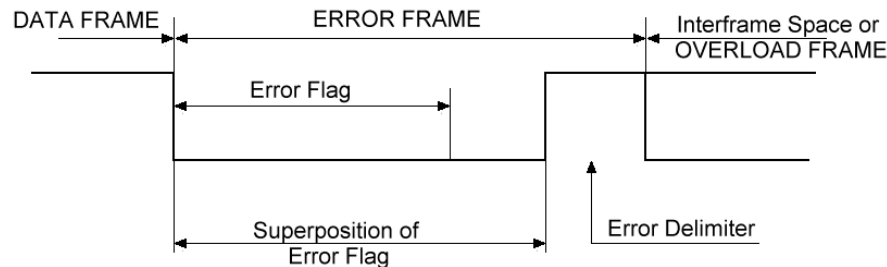 DATA FRAME
ERROR FRAME
Interframe Space or
OVERLOAD FRAME
Error Flag
Superposition of
Error Flag
Error Delimiter